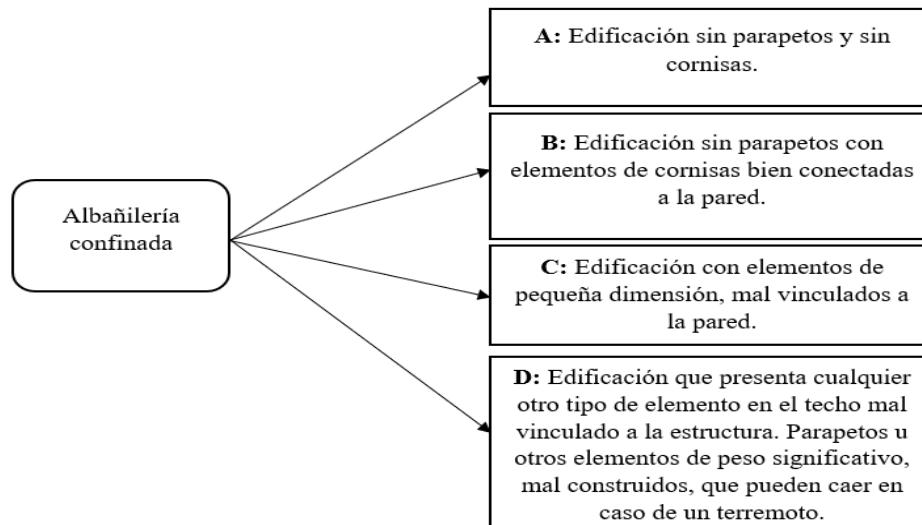 Albañilería
confinada
A: Edificación sin parapetos y sin
cornisas.
B: Edificación sin parapetos con
elementos de cornisas bien conectadas
a la pared.
C: Edificación con elementos de
pequeña dimensión, mal vinculados a
la pared.
D: Edificación que presenta cualquier
otro tipo de elemento en el techo mal
vinculado a la estructura. Parapetos u
otros elementos de peso significativo,
mal construidos, que pueden caer en
caso de un terremoto.